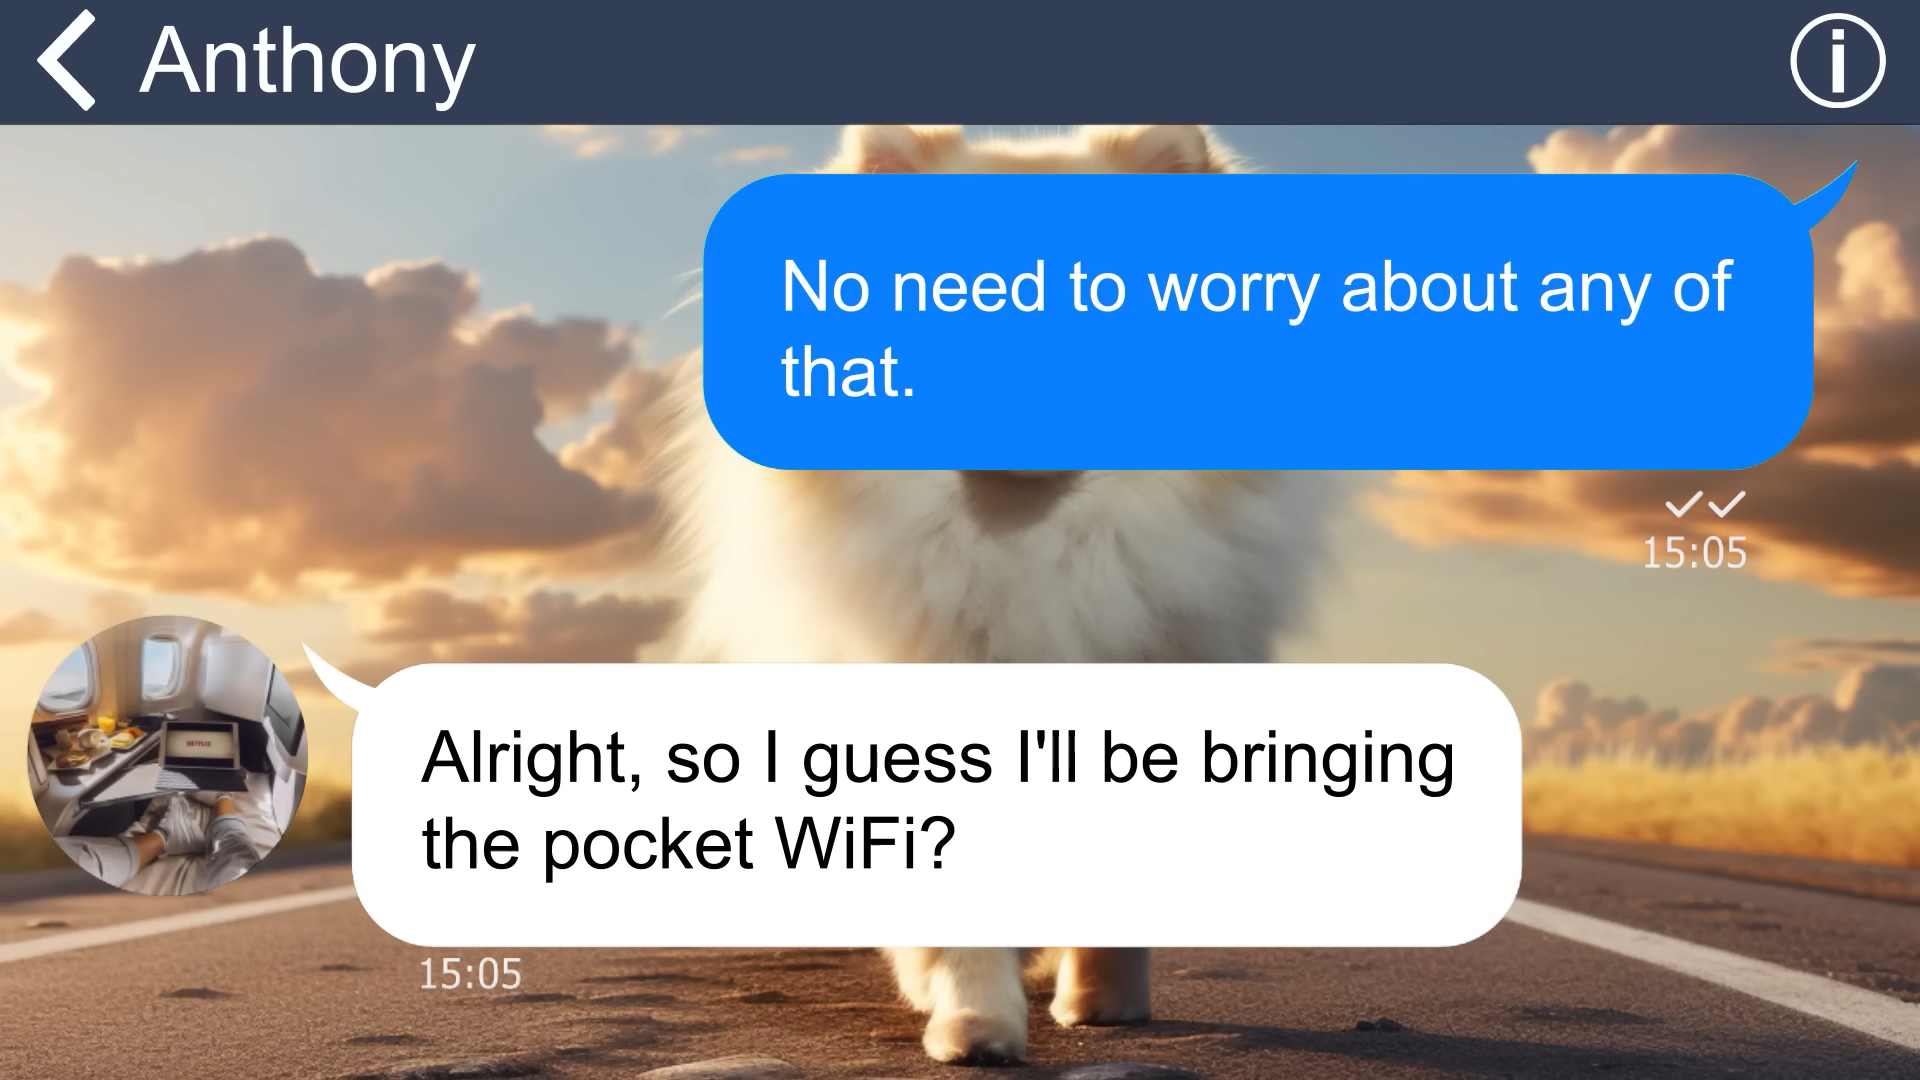 Anthony
No need to worry about any of
that.
15:05
NETFLIX
Alright, so I guess I'll be bringing
the pocket WiFi?
15:05